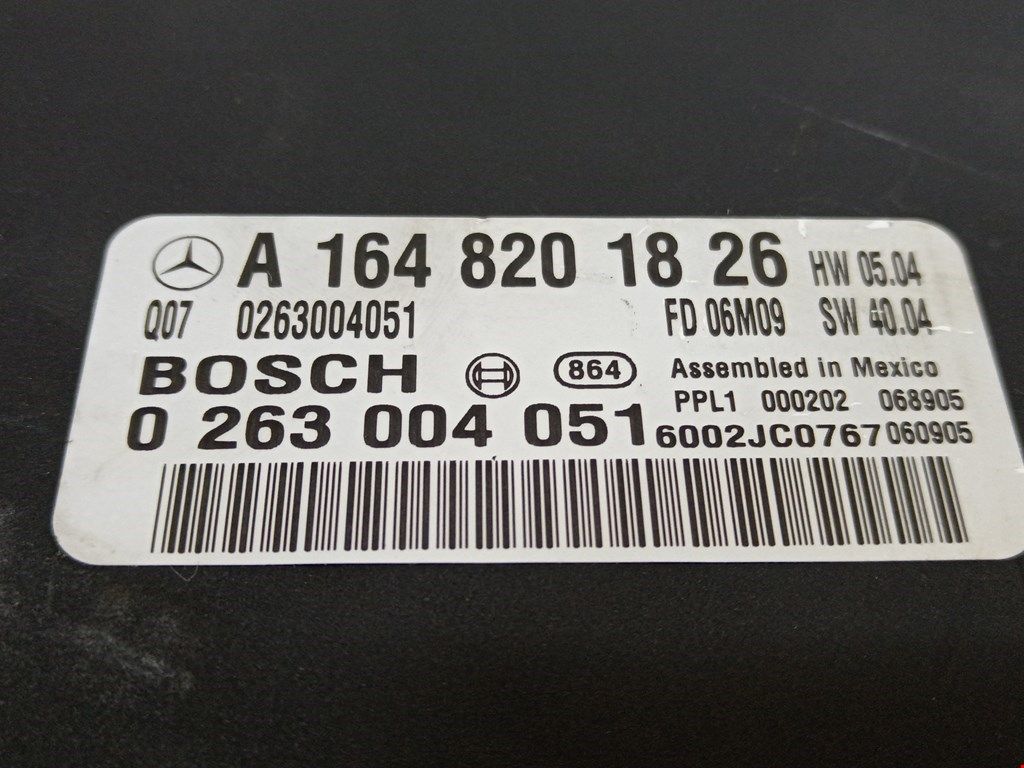 A 164 820 18 26 HW 05.04
Q07 0263004051 FD 06M09 SW 40.04
BOSCH 864 Assembled in Mexico
PPL1 000202 068905
0 263 004 051 6002JC0767 060905